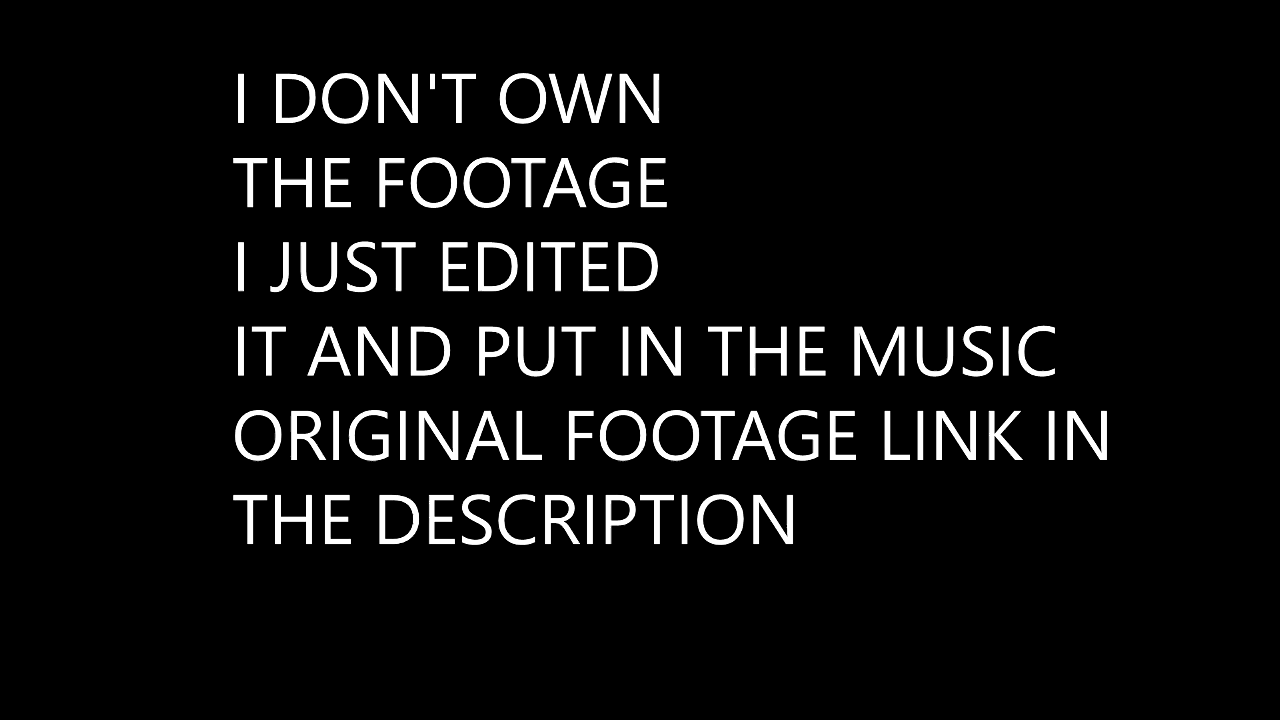 I DON'T OWN
THE FOOTAGE
I JUST EDITED
IT AND PUT IN THE MUSIC
ORIGINAL FOOTAGE LINK IN
THE DESCRIPTION